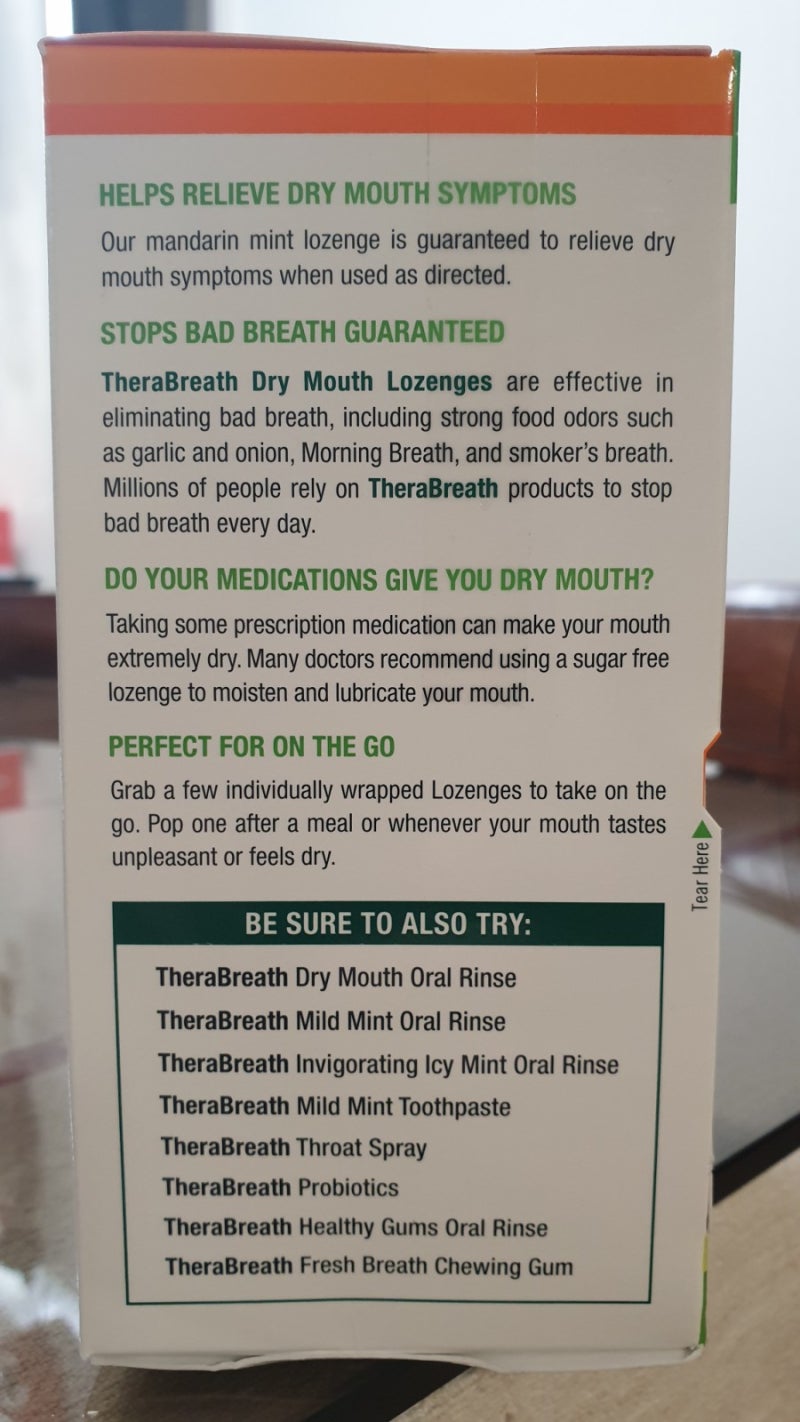 HELPS RELIEVE DRY MOUTH SYMPTOMS
Our mandarin mint lozenge is guaranteed to relieve dry
mouth symptoms when used as directed.
STOPS BAD BREATH GUARANTEED
TheraBreath Dry Mouth Lozenges are effective in
eliminating bad breath, including strong food odors such
as garlic and onion, Morning Breath, and smoker's breath.
Millions of people rely on TheraBreath products to stop
bad breath every day.
DO YOUR MEDICATIONS GIVE YOU DRY MOUTH?
Taking some prescription medication can make your mouth
extremely dry. Many doctors recommend using a sugar free
lozenge to moisten and lubricate your mouth.
PERFECT FOR ON THE GO
Grab a few individually wrapped Lozenges to take on the
go. Pop one after a meal or whenever your mouth tastes
unpleasant or feels dry.
Tear Here
BE SURE TO ALSO TRY:
TheraBreath Dry Mouth Oral Rinse
TheraBreath Mild Mint Oral Rinse
TheraBreath Invigorating Icy Mint Oral Rinse
TheraBreath Mild Mint Toothpaste
TheraBreath Throat Spray
TheraBreath Probiotics
TheraBreath Healthy Gums Oral Rinse
TheraBreath Fresh Breath Chewing Gum